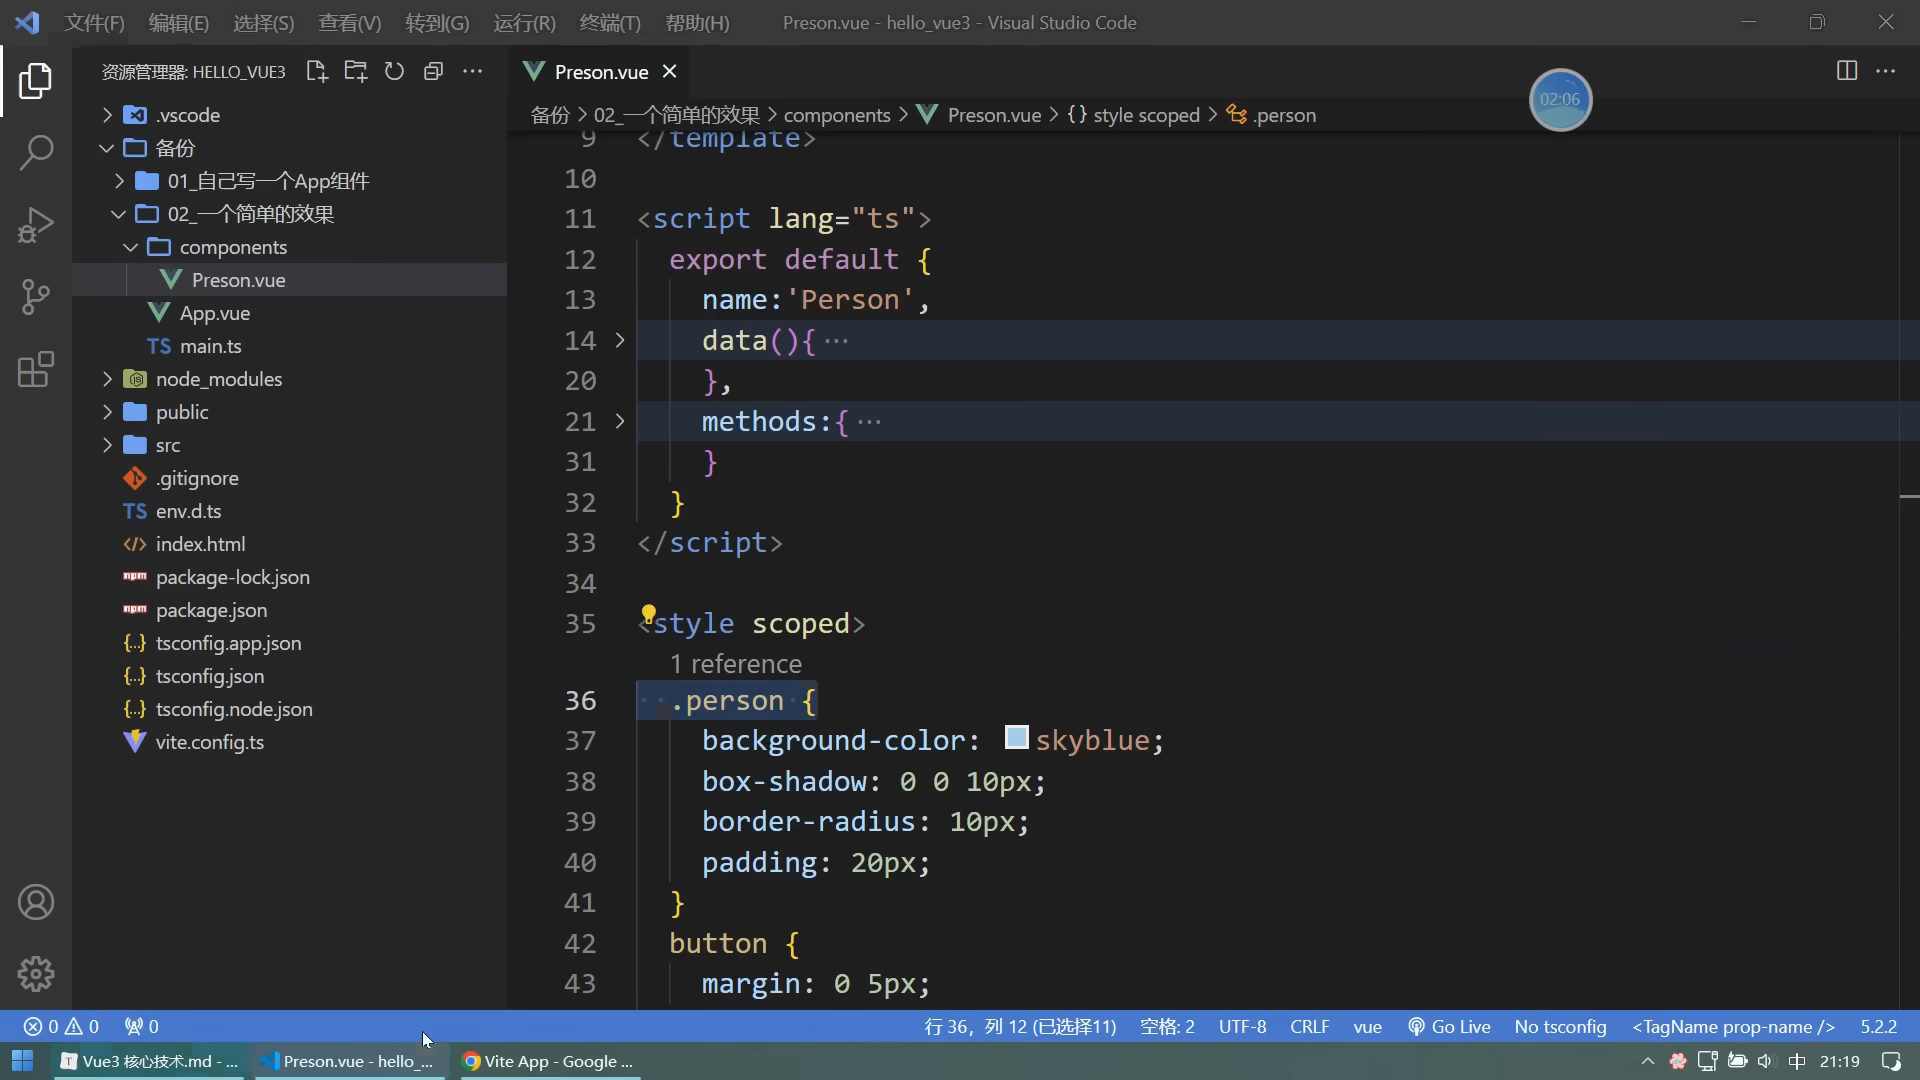 文件(F) 编辑(E) 选择(S) 查看(V) 转到(G) 运行(R) 终端(T) 帮助(H) Preson.vue - hello_vue3 - Visual Studio Code
资源管理器: HELLO_VUE3
Preson.vue
02:06
备份 > 02_一个简单的效果 > components > Preson.vue > {} style scoped > .person
.vscode
备份
01_自己写一个App组件
02_一个简单的效果
components
Preson.vue
App.vue
TS main.ts
node_modules
public
src
.gitignore
TS env.d.ts
index.html
npm package-lock.json
npm package.json
{..} tsconfig.app.json
{..} tsconfig.json
{..} tsconfig.node.json
vite.config.ts
9 </template>
10
11 <script lang="ts">
12 export default {
13 name:'Person',
14 data(){ ···
20 },
21 methods:{ ···
31 }
32 }
33 </script>
34
35 <style scoped>
1 reference
36 ··.person·{
37 background-color: skyblue;
38 box-shadow: 0 0 10px;
39 border-radius: 10px;
40 padding: 20px;
41 }
42 button {
43 margin: 0 5px;
0 0 0 行 36，列 12 (已选择11) 空格: 2 UTF-8 CRLF vue Go Live No tsconfig <TagName prop-name /> 5.2.2
T Vue3 核心技术.md - ... Preson.vue - hello_... Vite App - Google ... 中 21:19